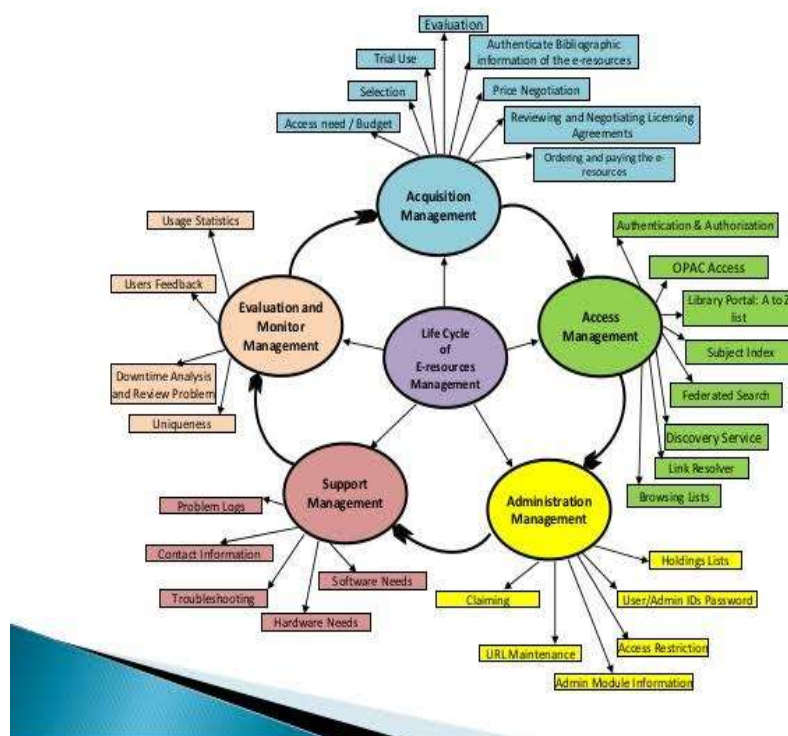 Evaluation
Authenticate Bibliographic
information of the e-resources
Trial Use
Selection
Price Negotiation
Access need / Budget
Reviewing and Negotiating Licensing
Agreements
Ordering and paying the e-
resources
Acquisition
Management
Usage Statistics
Users Feedback
Evaluation and
Monitor
Management
Downtime Analysis
and Review Problem
Uniqueness
Life Cycle
of
E-resources
Management
Authentication & Authorization
OPAC Access
Library Portal: A to Z
list
Access
Management
Subject Index
Federated Search
Discovery Service
Link Resolver
Browsing Lists
Support
Management
Problem Logs
Contact Information
Software Needs
Troubleshooting
Hardware Needs
Administration
Management
Holdings Lists
Claiming
User/Admin IDs Password
URL Maintenance
Access Restriction
Admin Module Information